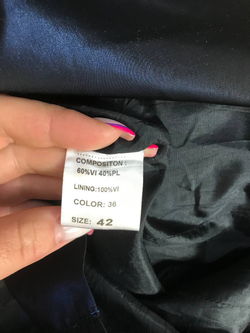 COMPOSITON :
60%VI 40%PL
LINING:100%VI
COLOR: 36
SIZE: 42